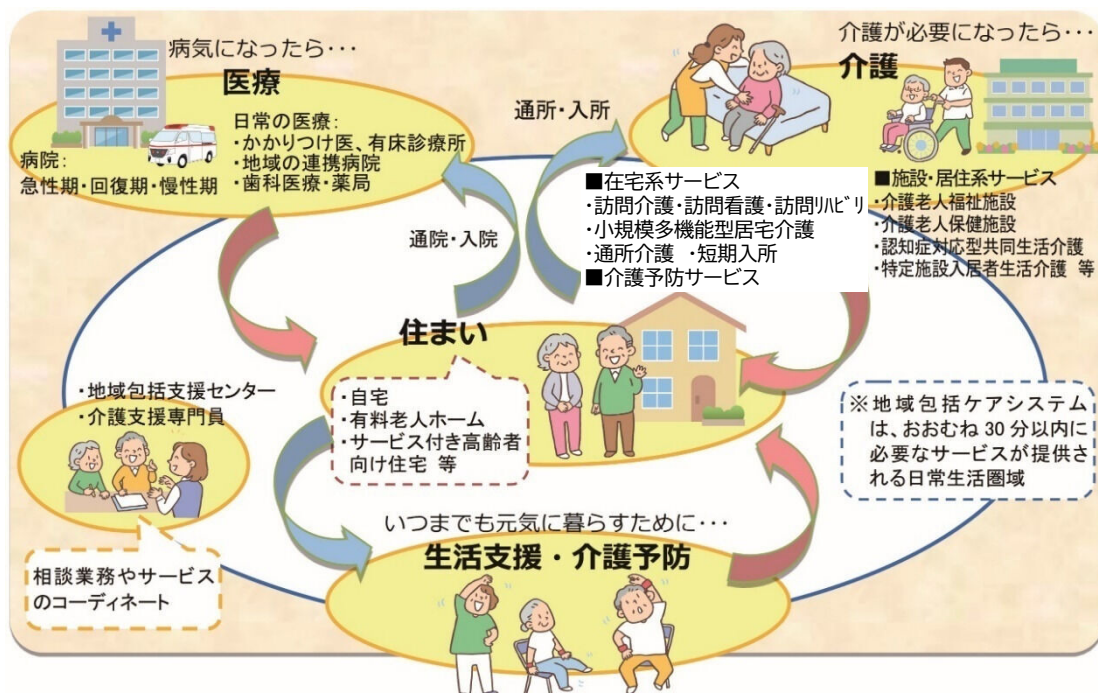 病気になったら･･･
医療
日常の医療：
・かかりつけ医、有床診療所
・地域の連携病院
・歯科医療・薬局
病院：
急性期・回復期・慢性期
通院・入院
通所・入所
介護が必要になったら･･･
介護
■在宅系サービス
・訪問介護・訪問看護・訪問ﾘﾊﾋﾞﾘ
・小規模多機能型居宅介護
・通所介護 ・短期入所
■介護予防サービス
■施設・居住系サービス
・介護老人福祉施設
・介護老人保健施設
・認知症対応型共同生活介護
・特定施設入居者生活介護 等
住まい
・自宅
・有料老人ホーム
・サービス付き高齢者
向け住宅 等
・地域包括支援センター
・介護支援専門員
相談業務やサービス
のコーディネート
※地域包括ケアシステム
は、おおむね30分以内に
必要なサービスが提供さ
れる日常生活圏域
いつまでも元気に暮らすために･･･
生活支援・介護予防